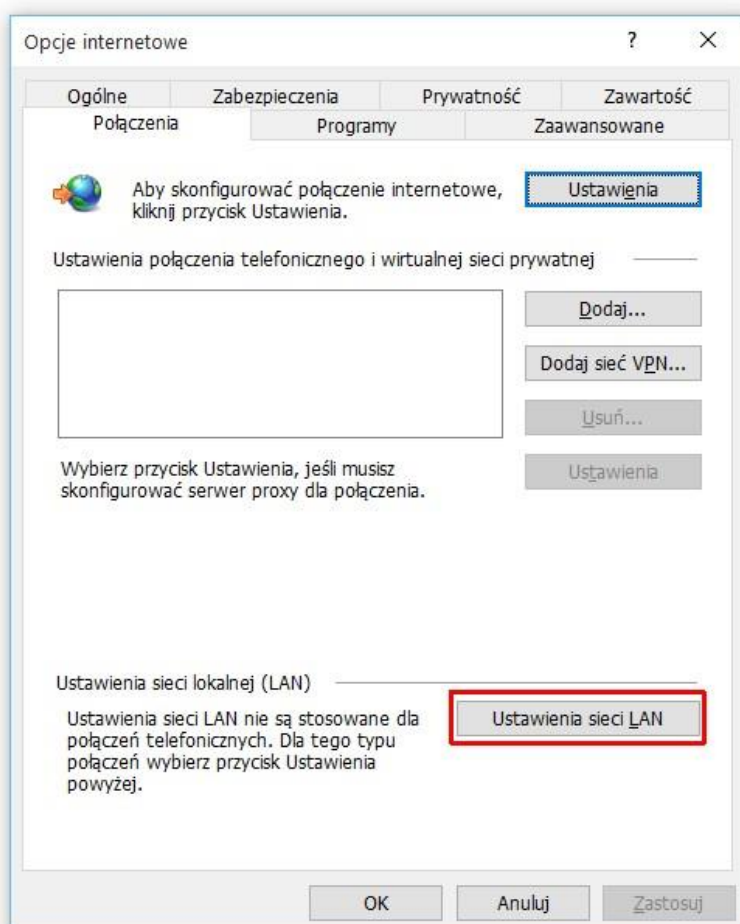 Opcje internetowe
?
Ogólne Zabezpieczenia Prywatność Zawartość
Połączenia Programy Zaawansowane
Aby skonfigurować połączenie internetowe,
kliknij przycisk Ustawienia.
Ustawienia
Ustawienia połączenia telefonicznego i wirtualnej sieci prywatnej
Dodaj...
Dodaj sieć VPN...
Usuń...
Wybierz przycisk Ustawienia, jeśli musisz
skonfigurować serwer proxy dla połączenia.
Ustawienia
Ustawienia sieci lokalnej (LAN)
Ustawienia sieci LAN nie są stosowane dla
połączeń telefonicznych. Dla tego typu
połączeń wybierz przycisk Ustawienia
powyżej.
Ustawienia sieci LAN
OK Anuluj Zastosuj